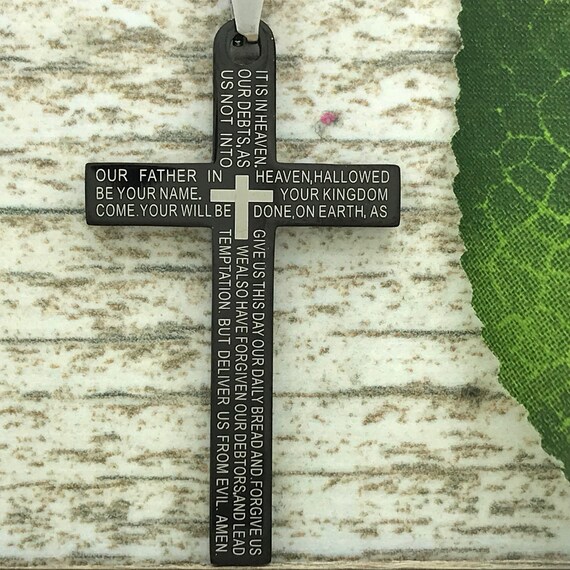 OUR FATHER IN HEAVEN,HALLOWED
BE YOUR NAME. YOUR KINGDOM
COME.YOUR WILL BE DONE,ON EARTH, AS
IT IS IN HEAVEN. GIVE US THIS DAY OUR DAILY BREAD AND FORGIVE US
OUR DEBTS, AS WEALSO HAVE FORGIVEN OUR DEBTORS,AND LEAD
US NOT INTO TEMPTATION. BUT DELIVER US FROM EVIL. AMEN.